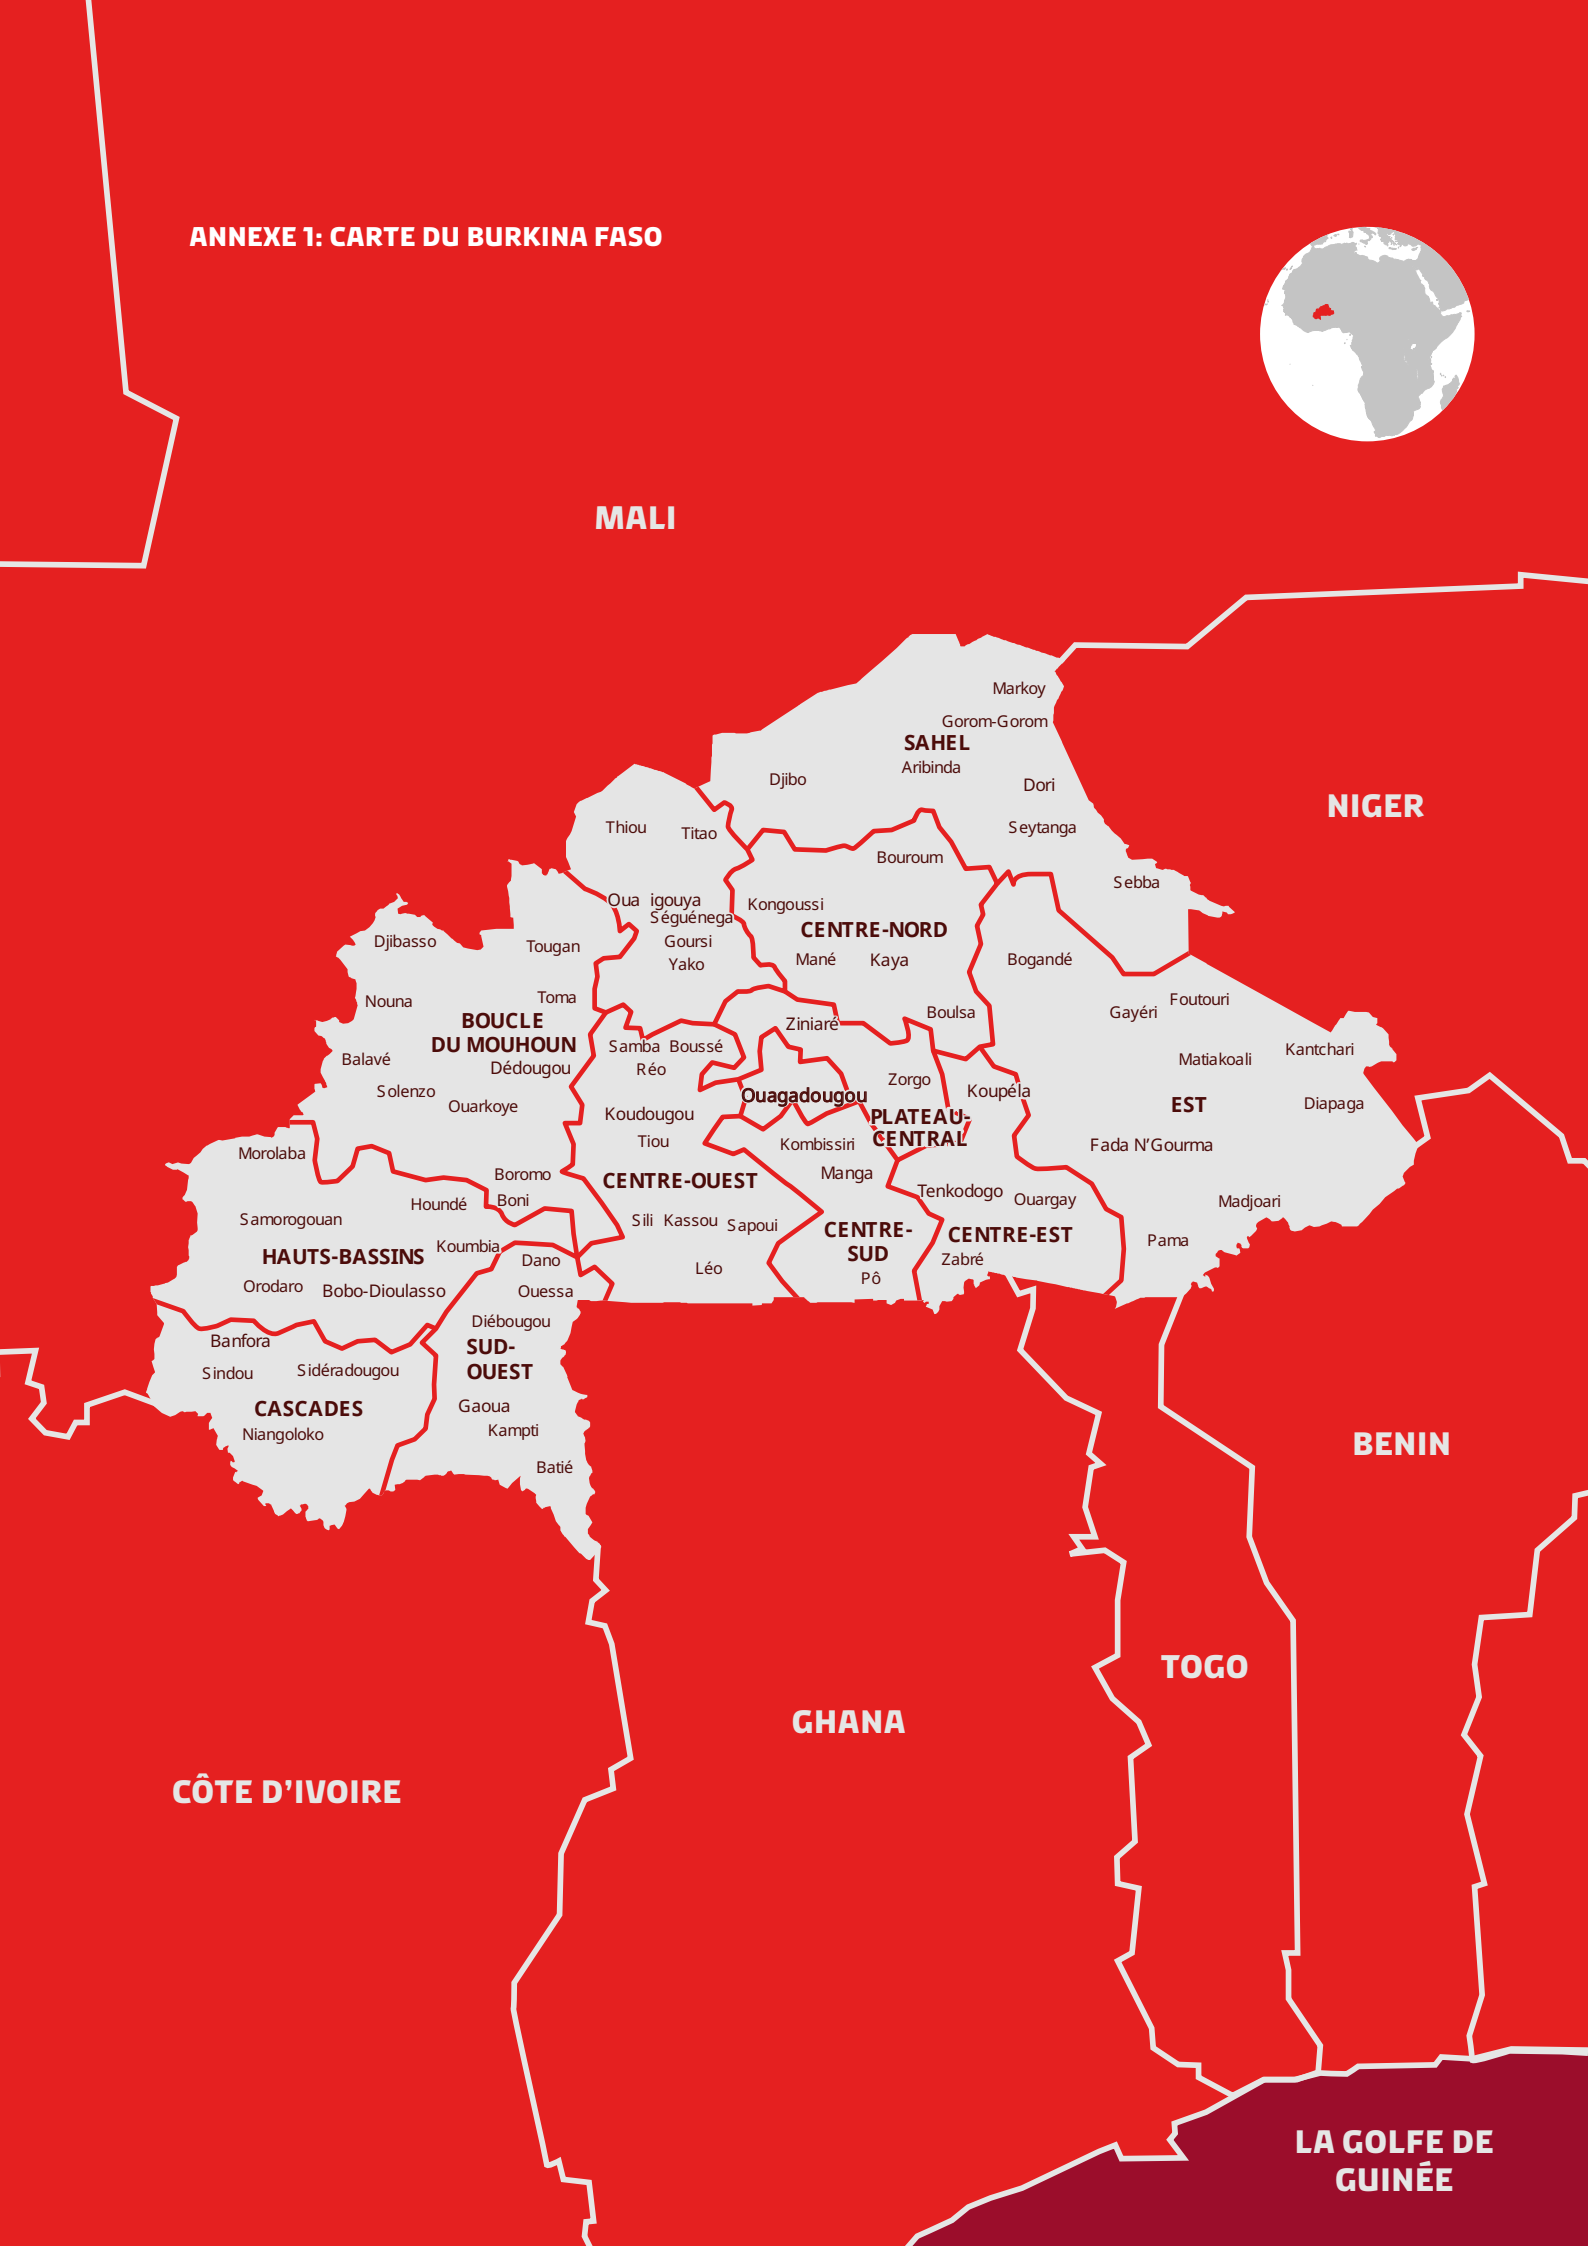 ANNEXE 1: CARTE DU BURKINA FASO
MALI
Markoy
Gorom-Gorom
SAHEL
Aribinda
Djibo
Dori
NIGER
Thiou
Titao
Seytanga
Bouroum
Sebba
Oua igouya
Séguénega
Kongoussi
CENTRE-NORD
Djibasso
Tougan
Goursi
Yako
Mané
Kaya
Bogandé
Nouna
Toma
Foutouri
Gayéri
BOUCLE
DU MOUHOUN
Ziniaré
Boulsa
Samba
Boussé
Balavé
Dédougou
Réo
Matiakoali
Kantchari
Solenzo
Ouarkoye
Ouagadougou
Zorgo
Koupéla
EST
Diapaga
Koudougou
PLATEAU-
CENTRAL
Tiou
Kombissiri
Fada N’Gourma
Morolaba
Boromo
CENTRE-OUEST
Manga
Houndé
Boni
Tenkodogo
Ouargay
Madjoari
Samorogouan
Sili
Kassou
Sapoui
CENTRE-
SUD
CENTRE-EST
Pama
HAUTS-BASSINS
Koumbia
Dano
Zabré
Léo
Pô
Orodaro
Bobo-Dioulasso
Ouessa
Diébougou
Banfora
SUD-
OUEST
Sindou
Sidéradougou
CASCADES
Niangoloko
Gaoua
Kampti
Batié
BENIN
TOGO
GHANA
CÔTE D’IVOIRE
LA GOLFE DE
GUINÉE